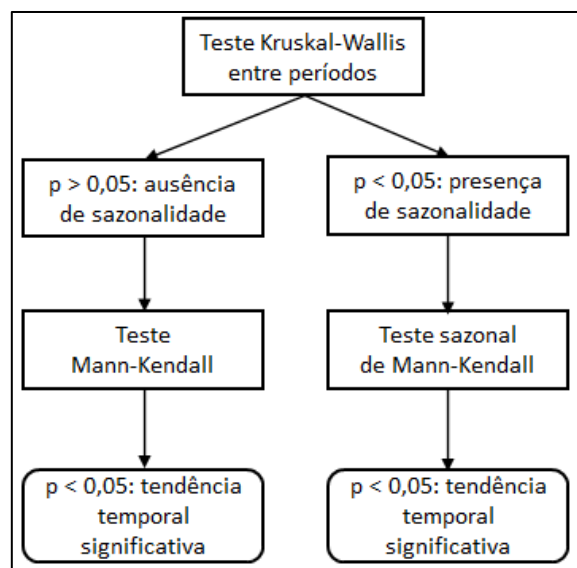 Teste Kruskal-Wallis
entre períodos
p > 0,05: ausência
de sazonalidade
p < 0,05: presença
de sazonalidade
Teste
Mann-Kendall
Teste sazonal
de Mann-Kendall
p < 0,05: tendência
temporal
significativa
p < 0,05: tendência
temporal
significativa